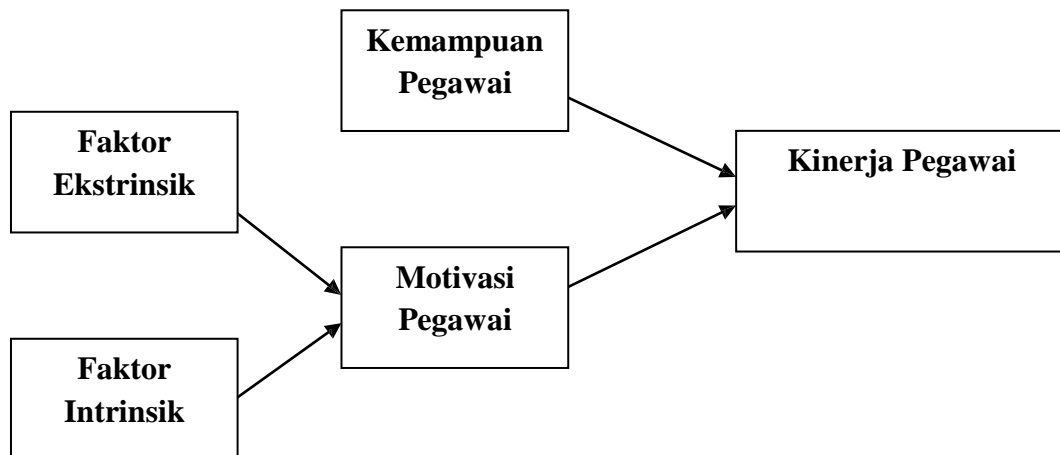 Kemampuan
Pegawai
Faktor
Ekstrinsik
Kinerja Pegawai
Motivasi
Pegawai
Faktor
Intrinsik